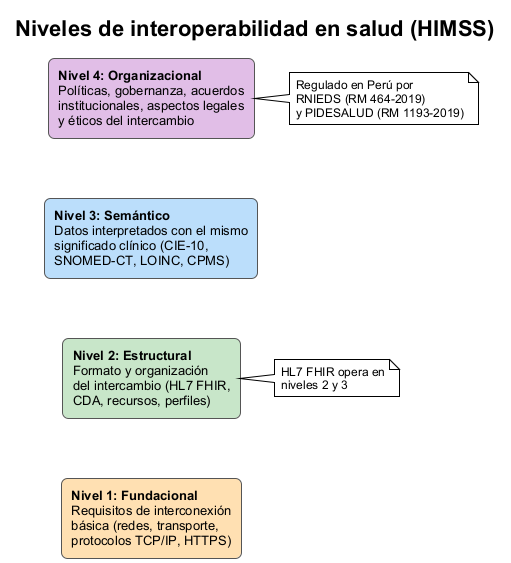 Niveles de interoperabilidad en salud (HIMSS)
Nivel 4: Organizacional
Políticas, gobernanza, acuerdos
institucionales, aspectos legales
y éticos del intercambio
Regulado en Perú por
RNIEDS (RM 464-2019)
y PIDESALUD (RM 1193-2019)
Nivel 3: Semántico
Datos interpretados con el mismo
significado clínico (CIE-10,
SNOMED-CT, LOINC, CPMS)
Nivel 2: Estructural
Formato y organización
del intercambio (HL7 FHIR,
CDA, recursos, perfiles)
HL7 FHIR opera en
niveles 2 y 3
Nivel 1: Fundacional
Requisitos de interconexión
básica (redes, transporte,
protocolos TCP/IP, HTTPS)